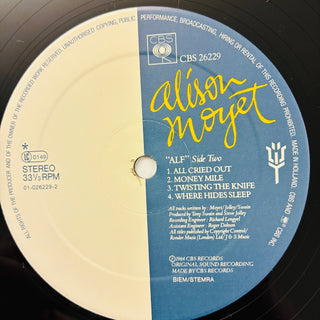 CBS
CBS 26229
alison
moyet
"ALF" Side Two
1. ALL CRIED OUT
2. MONEY MILE
3. TWISTING THE KNIFE
4. WHERE HIDES SLEEP
All tracks written by : Moyet/Jolley/Swain
Produced by Tony Swain and Steve Jolley
Recording Engineer : Richard Lengyel
Assistant Engineer : Roger Dobson
All titles published by Copyright Control/
Render Music (London) Ltd/J & S Music
℗1984 CBS RECORDS
ORIGINAL SOUND RECORDING
MADE BY CBS RECORDS
BIEM/STEMRA
LC 0149
STEREO
33⅓ RPM
01-026229-2
ALL RIGHTS OF THE PRODUCER AND OF THE OWNER OF THE RECORDED WORK RESERVED. UNAUTHORISED COPYING, PUBLIC PERFORMANCE, BROADCASTING, HIRING OR RENTAL OF THIS RECORDING PROHIBITED. MADE IN HOLLAND.